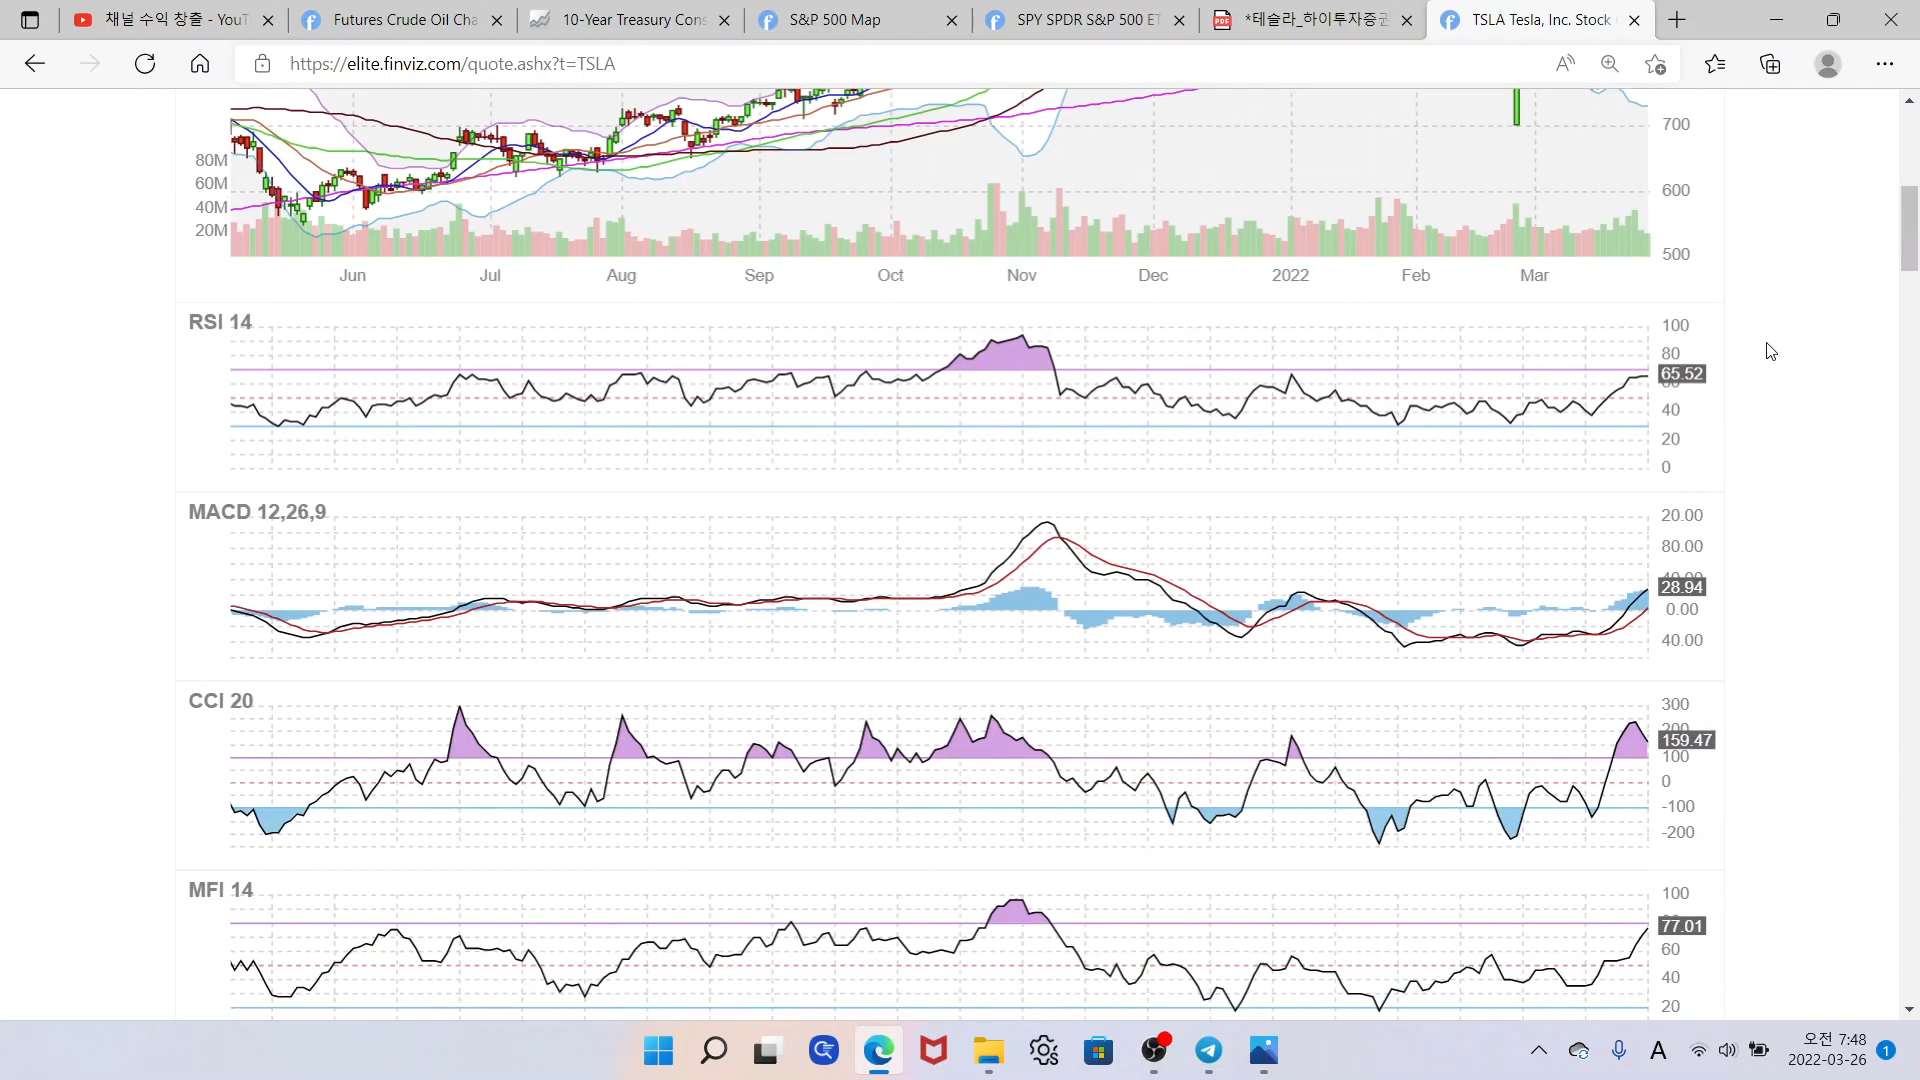 채널 수익 창출 - YouT
Futures Crude Oil Cha
10-Year Treasury Cons
S&P 500 Map
SPY SPDR S&P 500 ET
*테슬라_하이투자증권
TSLA Tesla, Inc. Stock
https://elite.finviz.com/quote.ashx?t=TSLA
80M
60M
40M
20M
700
600
500
Jun Jul Aug Sep Oct Nov Dec 2022 Feb Mar
RSI 14
100
80
65.52
40
20
0
MACD 12,26,9
20.00
80.00
28.94
0.00
40.00
CCI 20
300
200
159.47
100
0
-100
-200
MFI 14
100
77.01
60
40
20
A
오전 7:48
2022-03-26
1